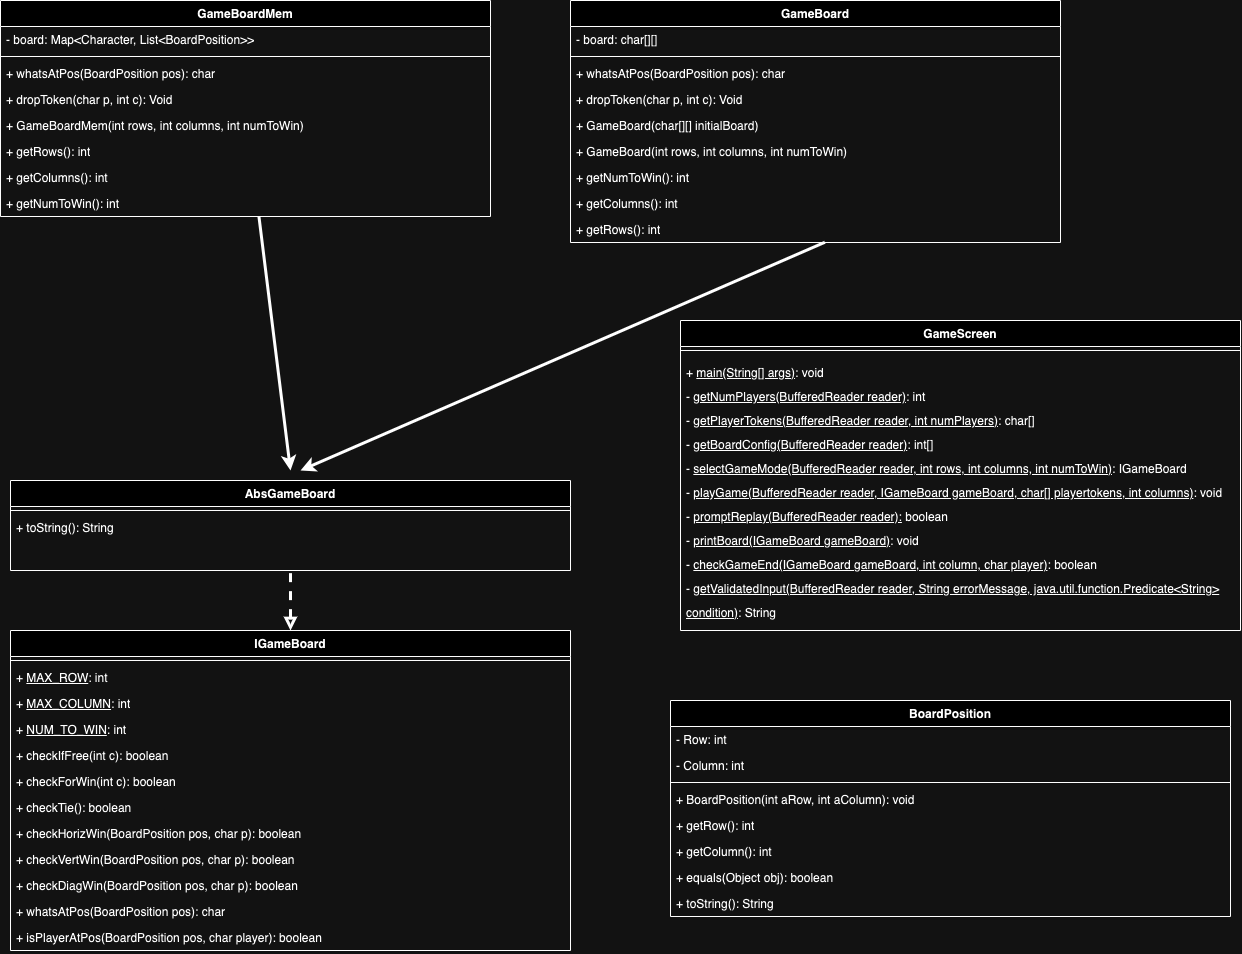 GameBoardMem
- board: Map<Character, List<BoardPosition>>
+ whatsAtPos(BoardPosition pos): char
+ dropToken(char p, int c): Void
+ GameBoardMem(int rows, int columns, int numToWin)
+ getRows(): int
+ getColumns(): int
+ getNumToWin(): int
GameBoard
- board: char[][]
+ whatsAtPos(BoardPosition pos): char
+ dropToken(char p, int c): Void
+ GameBoard(char[][] initialBoard)
+ GameBoard(int rows, int columns, int numToWin)
+ getNumToWin(): int
+ getColumns(): int
+ getRows(): int
GameScreen
+ main(String[] args): void
- getNumPlayers(BufferedReader reader): int
- getPlayerTokens(BufferedReader reader, int numPlayers): char[]
- getBoardConfig(BufferedReader reader): int[]
- selectGameMode(BufferedReader reader, int rows, int columns, int numToWin): IGameBoard
- playGame(BufferedReader reader, IGameBoard gameBoard, char[] playertokens, int columns): void
- promptReplay(BufferedReader reader): boolean
- printBoard(IGameBoard gameBoard): void
- checkGameEnd(IGameBoard gameBoard, int column, char player): boolean
- getValidatedInput(BufferedReader reader, String errorMessage, java.util.function.Predicate<String>
condition): String
AbsGameBoard
+ toString(): String
IGameBoard
+ MAX_ROW: int
+ MAX_COLUMN: int
+ NUM_TO_WIN: int
+ checkIfFree(int c): boolean
+ checkForWin(int c): boolean
+ checkTie(): boolean
+ checkHorizWin(BoardPosition pos, char p): boolean
+ checkVertWin(BoardPosition pos, char p): boolean
+ checkDiagWin(BoardPosition pos, char p): boolean
+ whatsAtPos(BoardPosition pos): char
+ isPlayerAtPos(BoardPosition pos, char player): boolean
BoardPosition
- Row: int
- Column: int
+ BoardPosition(int aRow, int aColumn): void
+ getRow(): int
+ getColumn(): int
+ equals(Object obj): boolean
+ toString(): String